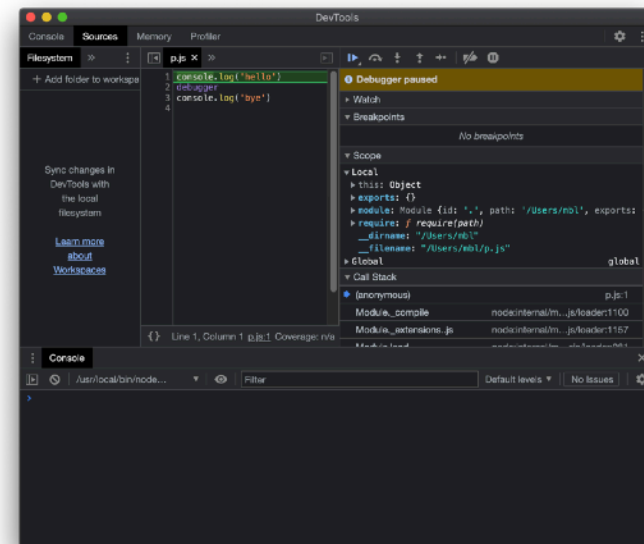 DevTools
Console Sources Memory Profiler
Filesystem »
p.js × »
+ Add folder to workspa
1 console.log('hello')
2 debugger
3 console.log('bye')
4
Sync changes in
DevTools with
the local
filesystem
Learn more
about
Workspaces
{} Line 1, Column 1 p.js:1 Coverage: n/a
Debugger paused
Watch
Breakpoints
No breakpoints
Scope
Local
this: Object
exports: {}
module: Module {id: '.', path: '/Users/mbl', exports:
require: ƒ require(path)
__dirname: "/Users/mbl"
__filename: "/Users/mbl/p.js"
Global global
Call Stack
(anonymous) p.js:1
Module._compile node:internal/m…js/loader:1100
Module._extensions..js node:internal/m…js/loader:1157
Console
/usr/local/bin/node... Filter Default levels No Issues